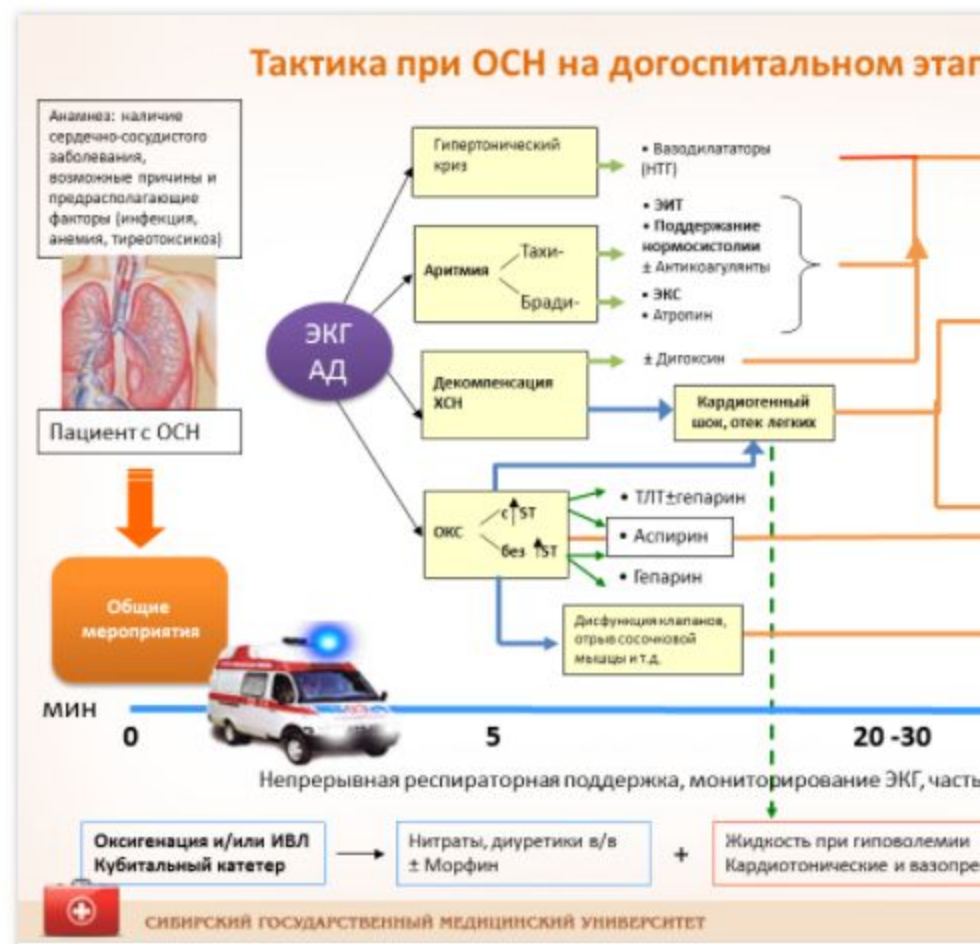 Тактика при ОСН на догоспитальном этап
Анамнез: наличие
сердечно-сосудистого
заболевания,
возможные причины и
предрасполагающие
факторы (инфекция,
анемия, тиреотоксикоз)
Пациент с ОСН
Общие
мероприятия
ЭКГ
АД
Гипертонический
криз
• Вазодилататоры
(НТГ)
Аритмия
Тахи-
Бради-
• ЭИТ
• Поддержание
нормосистолии
± Антикоагулянты
• ЭКС
• Атропин
Декомпенсация
ХСН
± Дигоксин
Кардиогенный
шок, отек легких
ОКС
с ST
без ST
• ТЛТ±гепарин
• Аспирин
• Гепарин
Дисфункция клапанов,
отрыв сосочковой
мышцы и т.д.
мин
0
5
20 -30
Непрерывная респираторная поддержка, мониторирование ЭКГ, часть
Оксигенация и/или ИВЛ
Кубитальный катетер
Нитраты, диуретики в/в
± Морфин
+
Жидкость при гиповолемии
Кардиотонические и вазопре
СИБИРСКИЙ ГОСУДАРСТВЕННЫЙ МЕДИЦИНСКИЙ УНИВЕРСИТЕТ